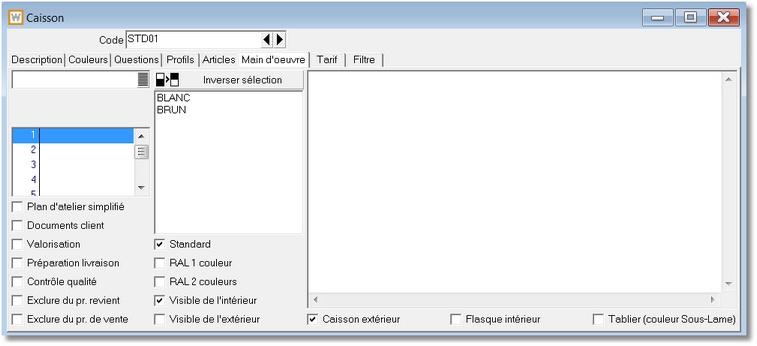 W Caisson
Code STD01
Description Couleurs Questions Profils Articles Main d'oeuvre Tarif Filtre
Inverser sélection
BLANC
BRUN
1
2
3
4
5
Plan d'atelier simplifié
Documents client
Valorisation Standard
Préparation livraison RAL 1 couleur
Contrôle qualité RAL 2 couleurs
Exclure du pr. revient Visible de l'intérieur
Exclure du pr. de vente Visible de l'extérieur Caisson extérieur Flasque intérieur Tablier (couleur Sous-Lame)